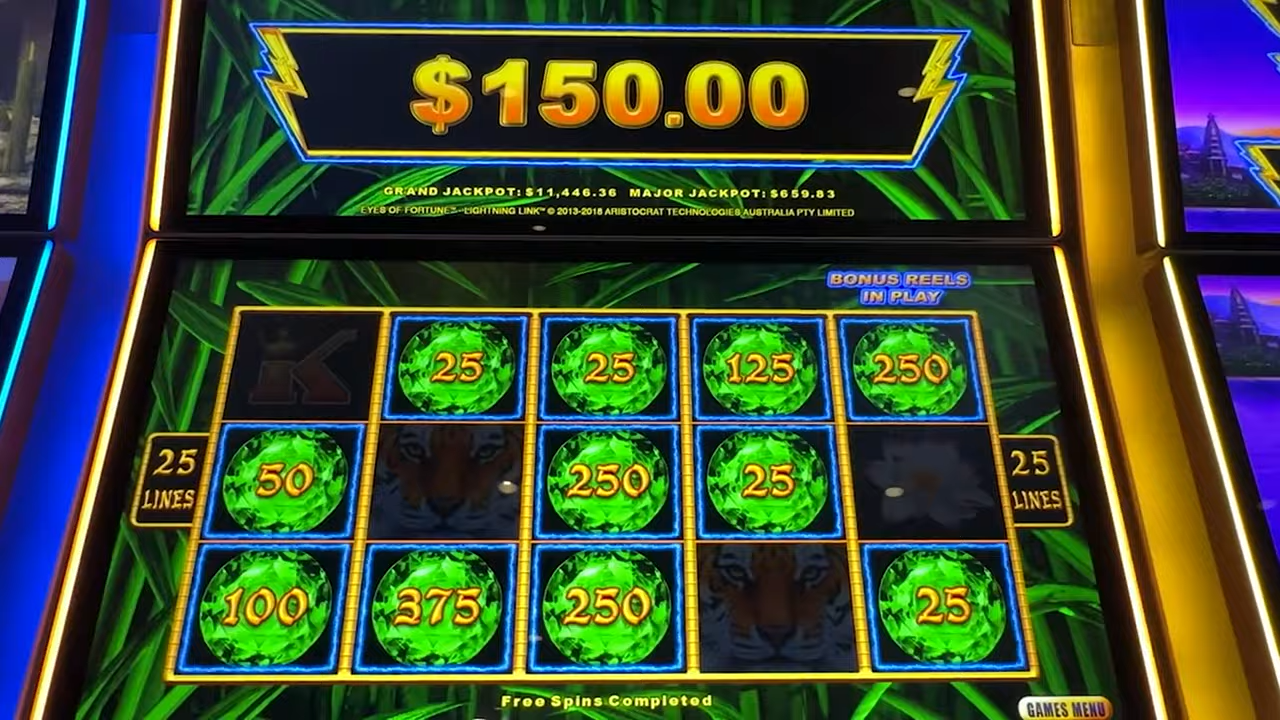 $150.00
GRAND JACKPOT: $11,446.36 MAJOR JACKPOT: $659.83
EYES OF FORTUNE™ LIGHTNING LINK™ © 2013-2018 ARISTOCRAT TECHNOLOGIES AUSTRALIA PTY LIMITED
BONUS REELS
IN PLAY
K 25 25 125 250
25
LINES
50 250 25
25
LINES
100 375 250 25
Free Spins Completed
GAMES MENU